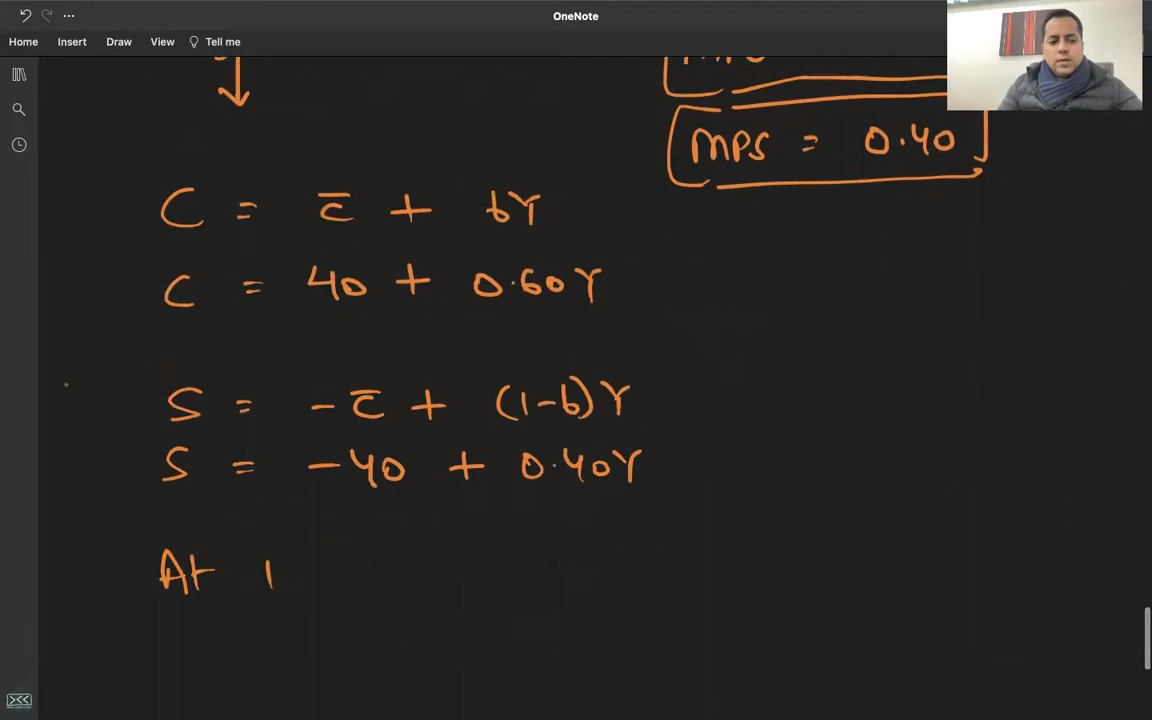 OneNote
Home Insert Draw View Tell me
mps = 0.40
C = c̄ + bY
C = 40 + 0.60Y
S = -c̄ + (1-b)Y
S = -40 + 0.40Y
At